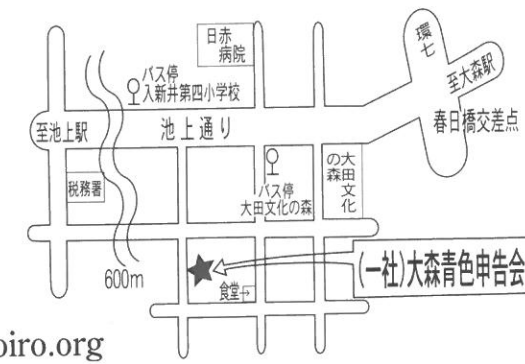 日赤
病院
環七
至大森駅
バス停
入新井第四小学校
春日橋交差点
至池上駅
池上通り
大田文化
の森
税務署
バス停
大田文化の森
600m
(一社)大森青色申告会
食堂→
oiro.org